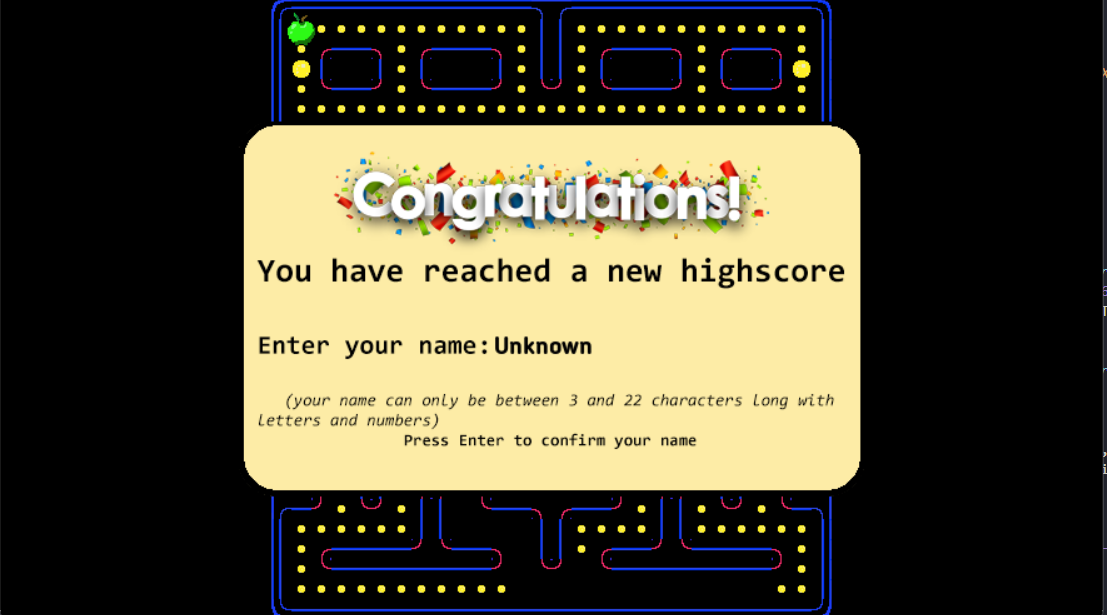 Congratulations!
You have reached a new highscore
Enter your name:Unknown
(your name can only be between 3 and 22 characters long with
letters and numbers)
Press Enter to confirm your name